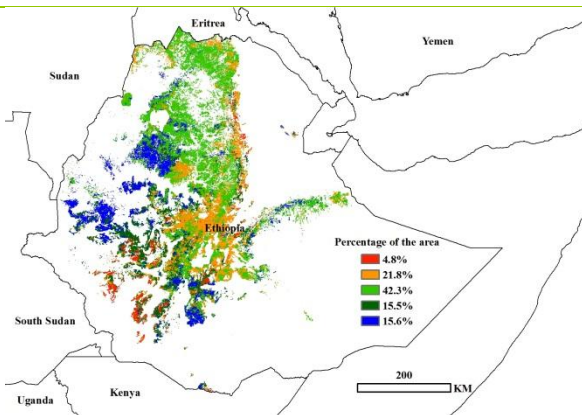 Eritrea
Yemen
Sudan
Ethiopia
Percentage of the area
4.8%
21.8%
42.3%
15.5%
15.6%
South Sudan
200
KM
Uganda
Kenya